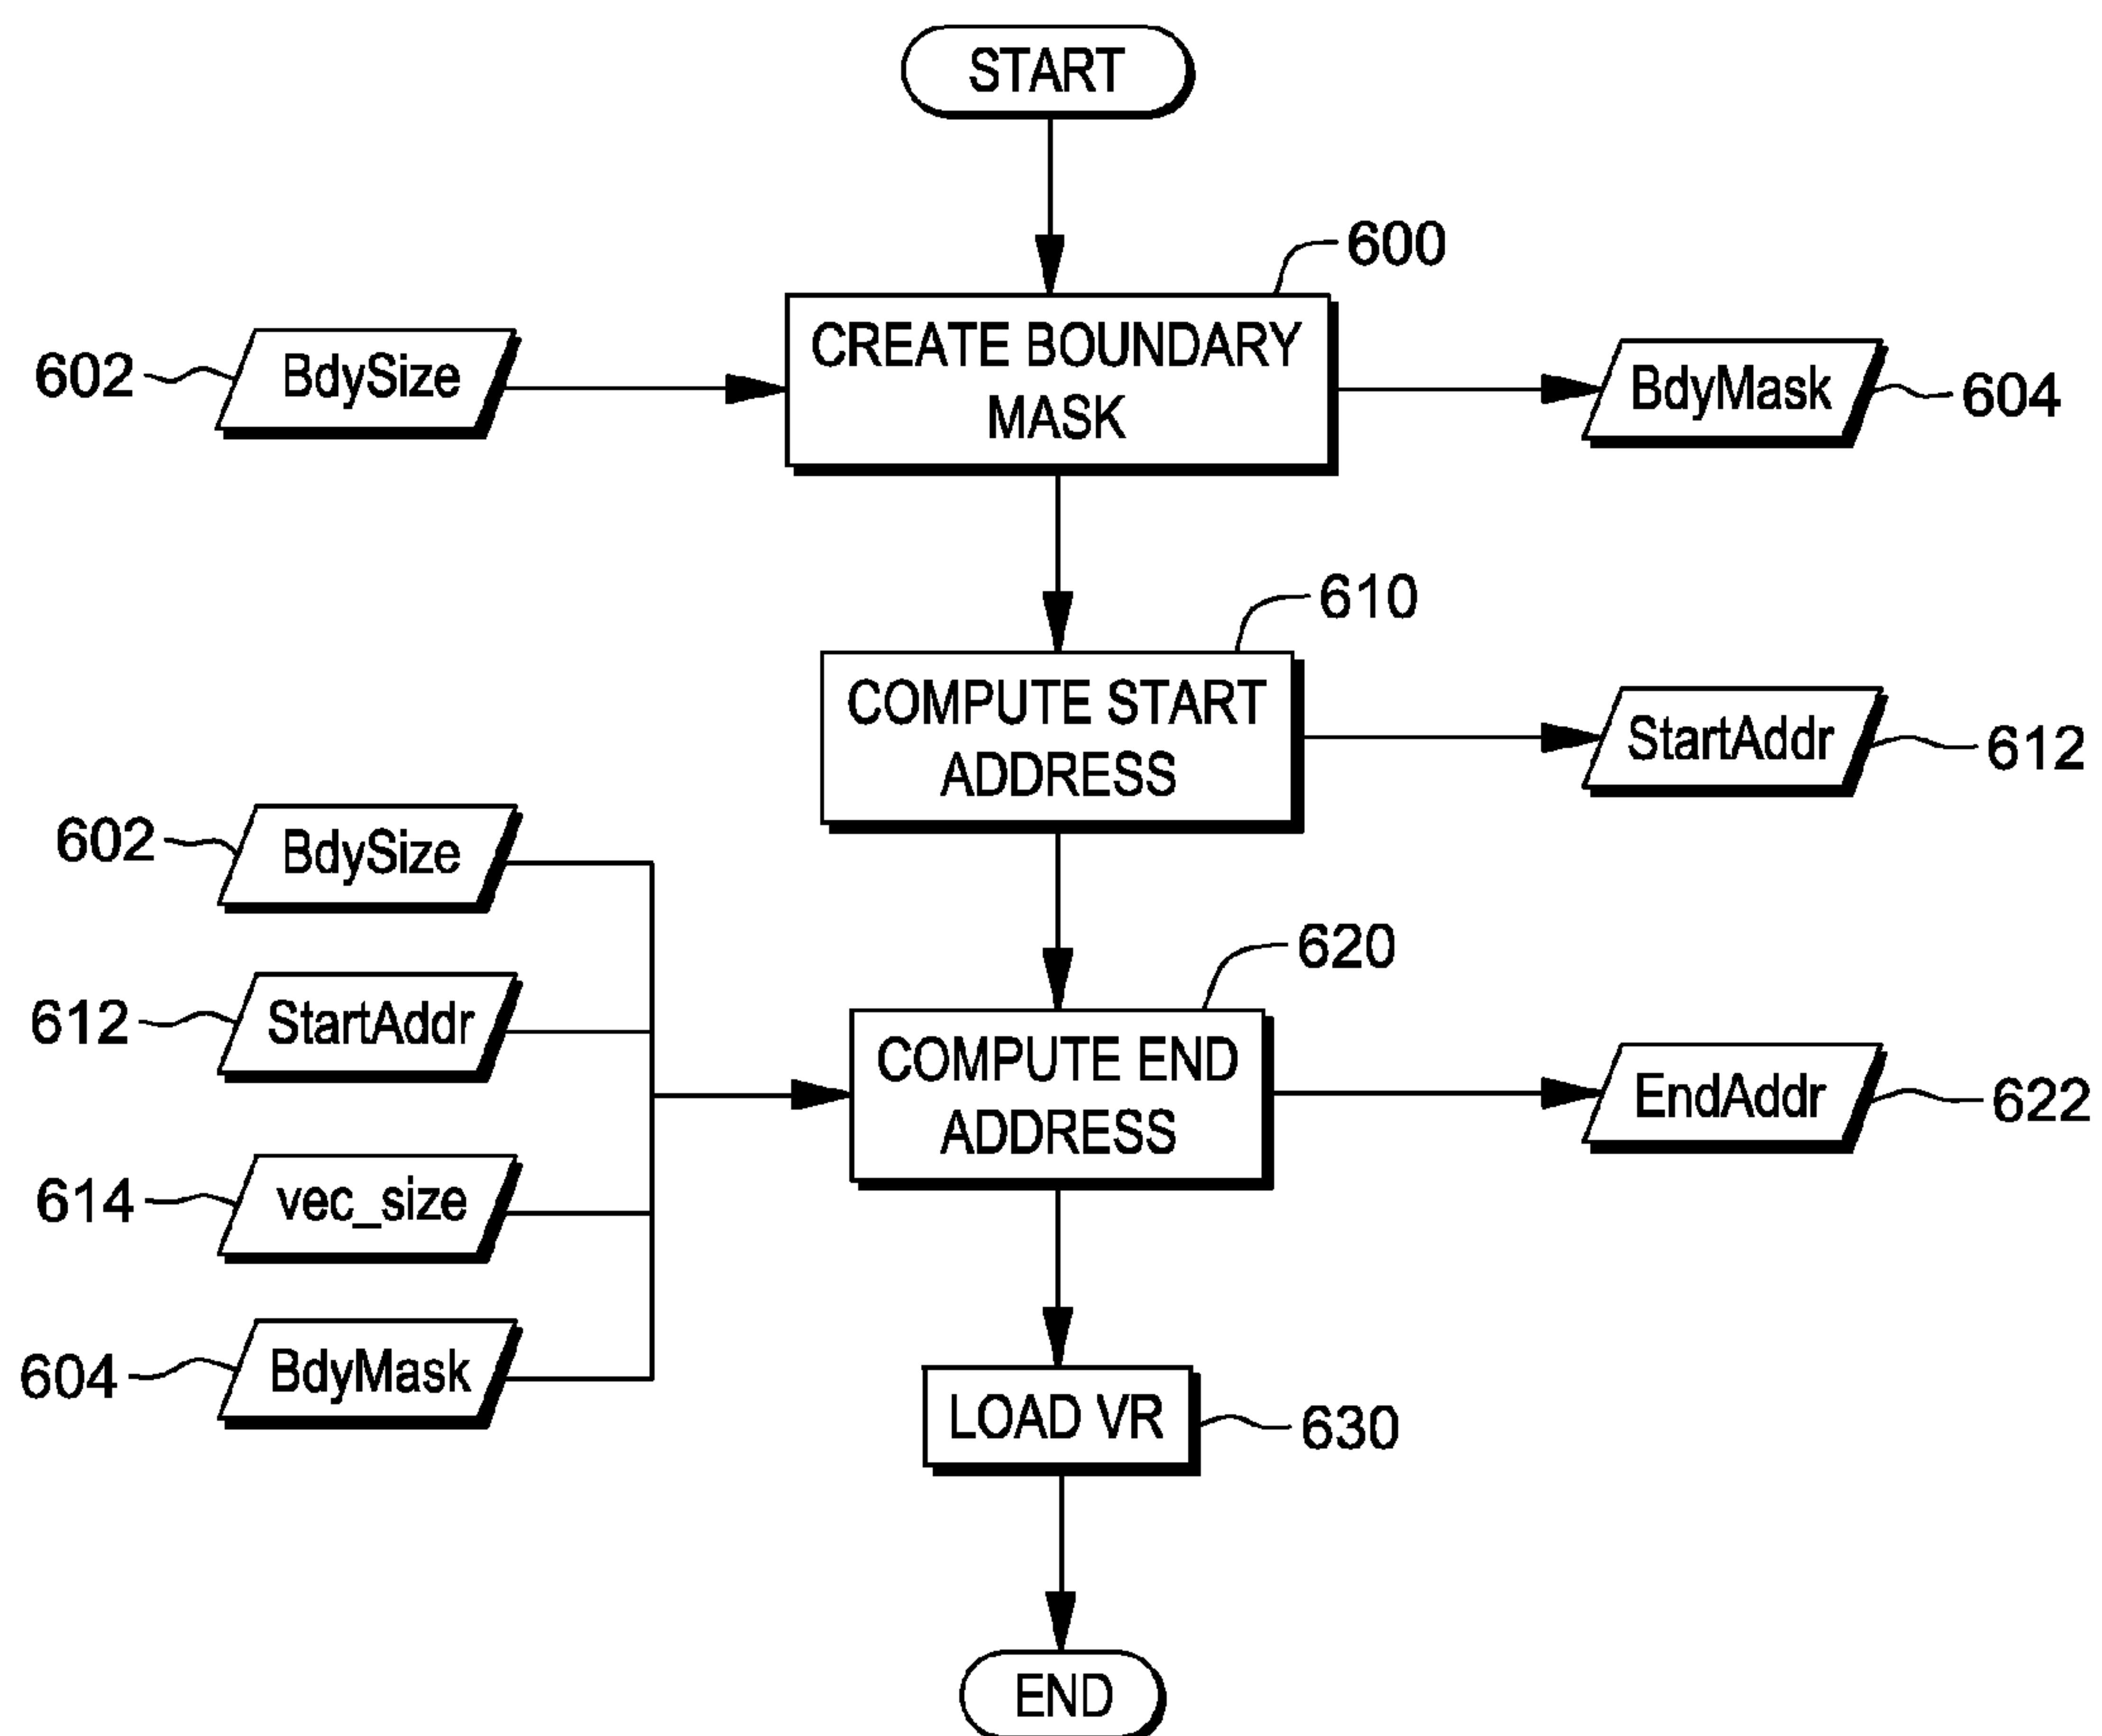 START
600
602
BdySize
CREATE BOUNDARY
MASK
BdyMask
604
610
COMPUTE START
ADDRESS
StartAddr
612
602
BdySize
620
612
StartAddr
COMPUTE END
ADDRESS
EndAddr
622
614
vec_size
604
BdyMask
LOAD VR
630
END